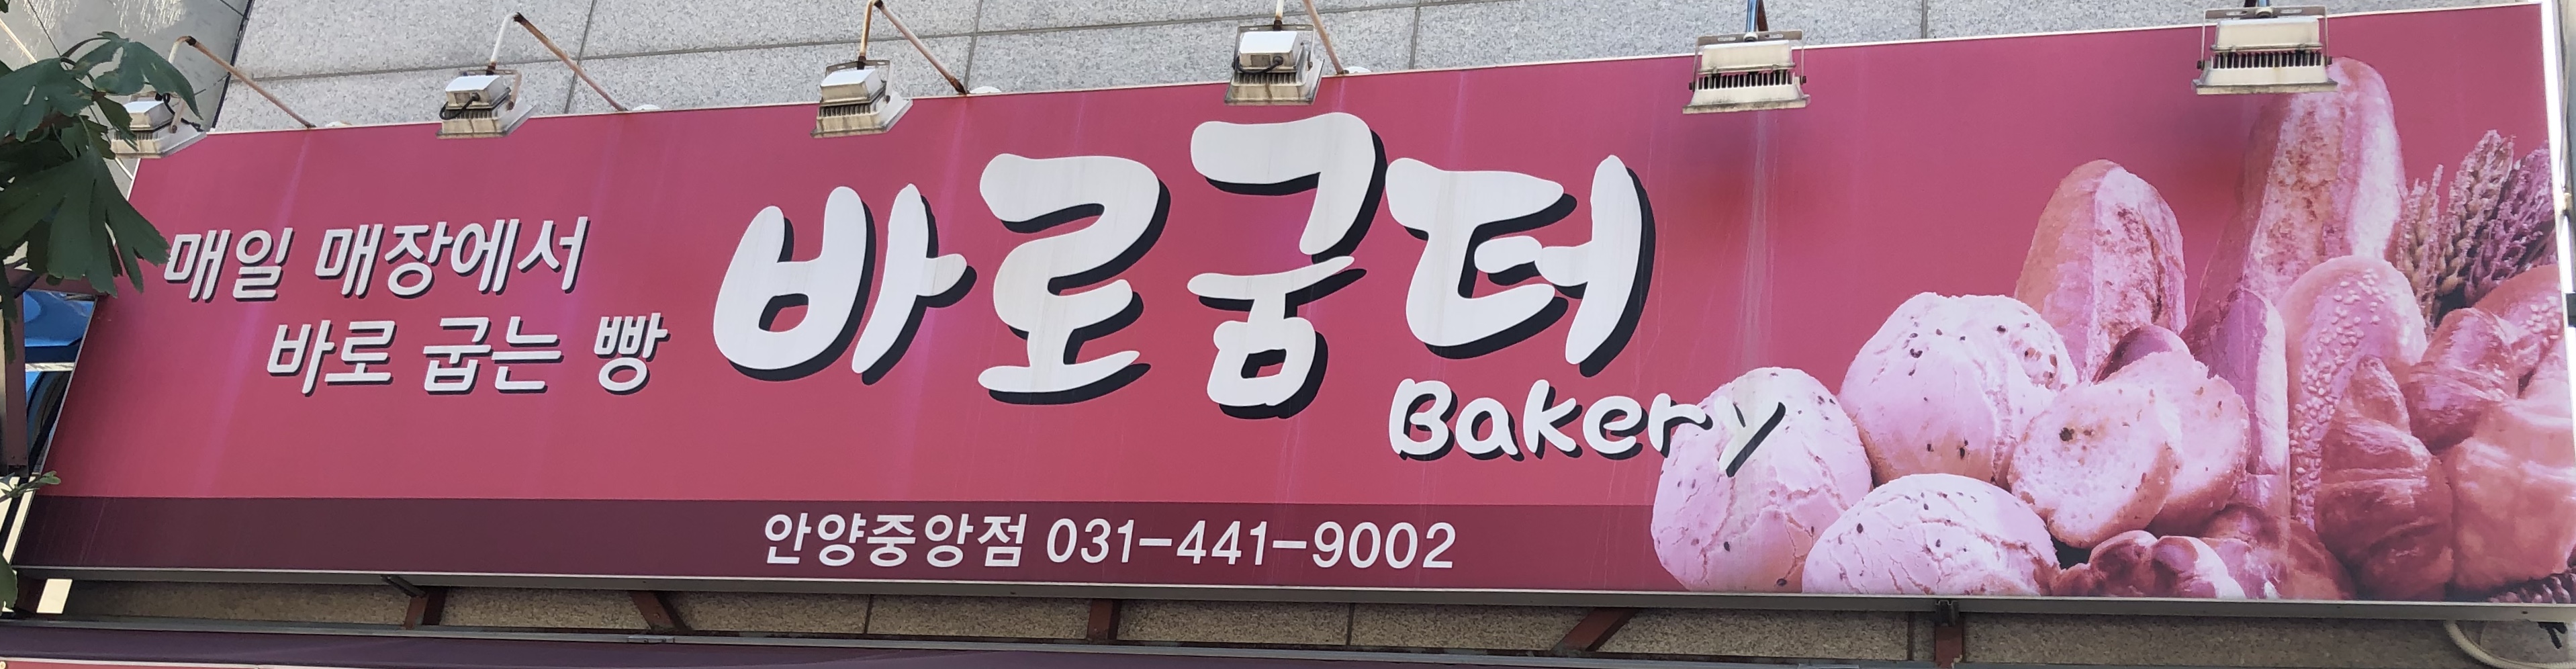 매일 매장에서
바로 굽는 빵
바로굼터
Bakery
안양중앙점 031-441-9002